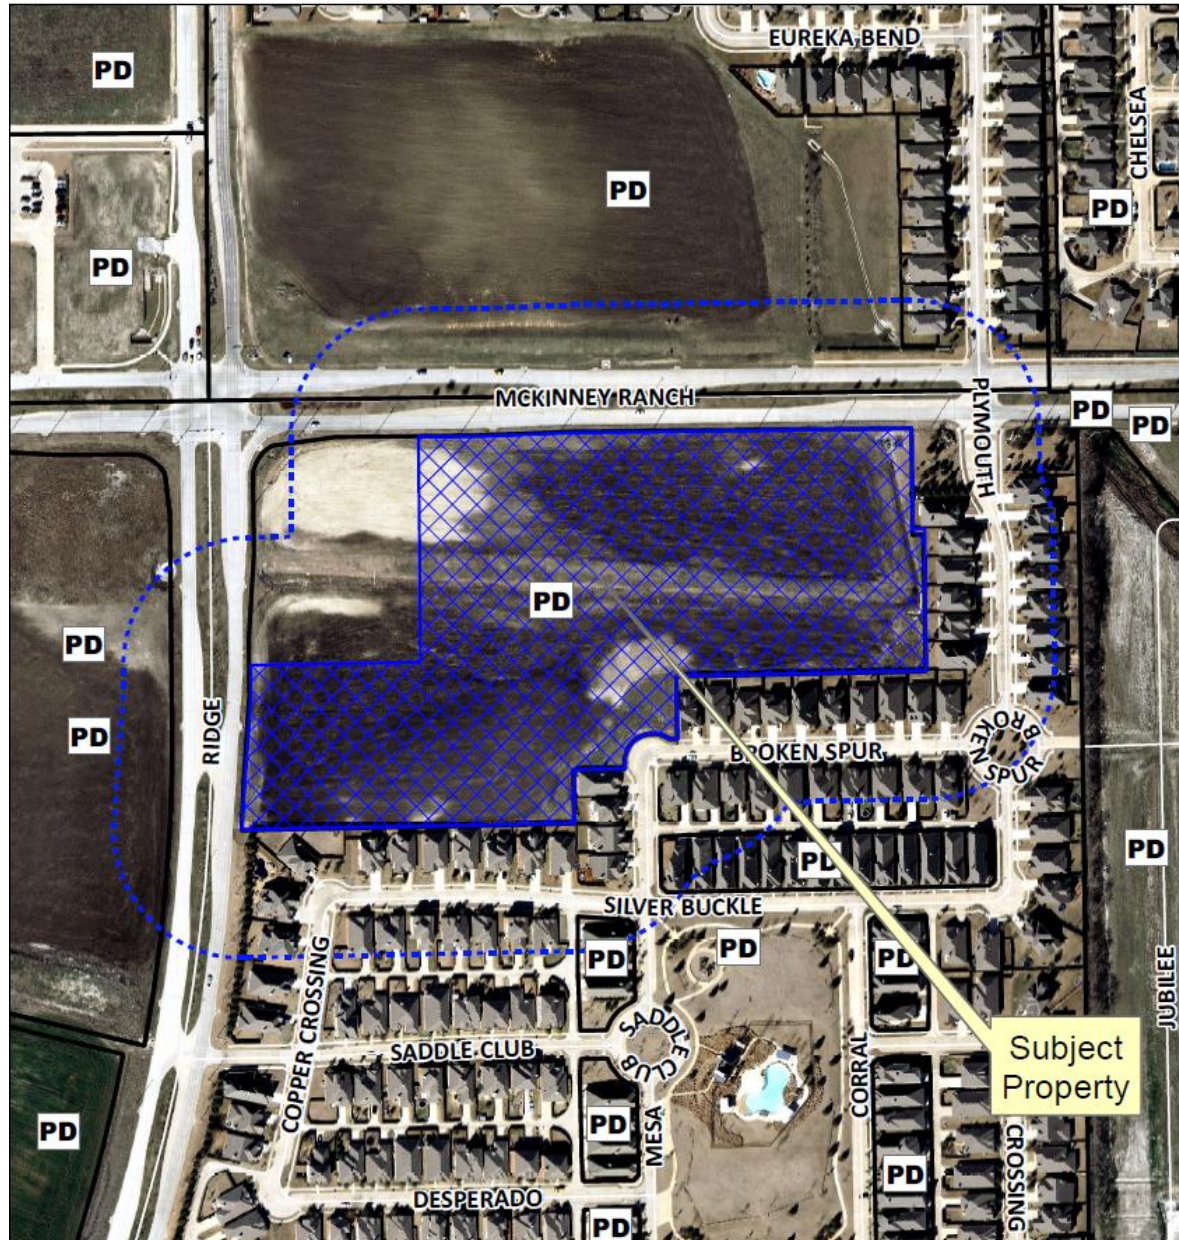 EUREKA BEND
PD
CHELSEA
PD
PD
PD
MCKINNEY RANCH
PLYMOUTH
PD
PD
PD
PD
RIDGE
PD
BROKEN SPUR
BROKEN SPUR
PD
PD
SILVER BUCKLE
PD
PD
PD
COPPER CROSSING
JUBILEE
SADDLE CLUB
SADDLE CLUB
Subject
Property
CORRAL
MESA
PD
PD
CROSSING
PD
DESPERADO
PD